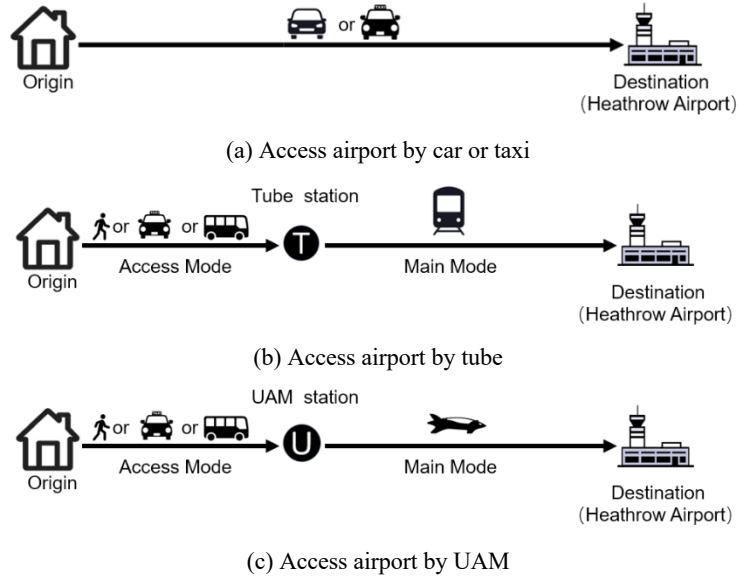 or
Origin
Destination
(Heathrow Airport)
(a) Access airport by car or taxi
Tube station
or or
T
Access Mode
Main Mode
Origin
Destination
(Heathrow Airport)
(b) Access airport by tube
UAM station
or or
U
Access Mode
Main Mode
Origin
Destination
(Heathrow Airport)
(c) Access airport by UAM